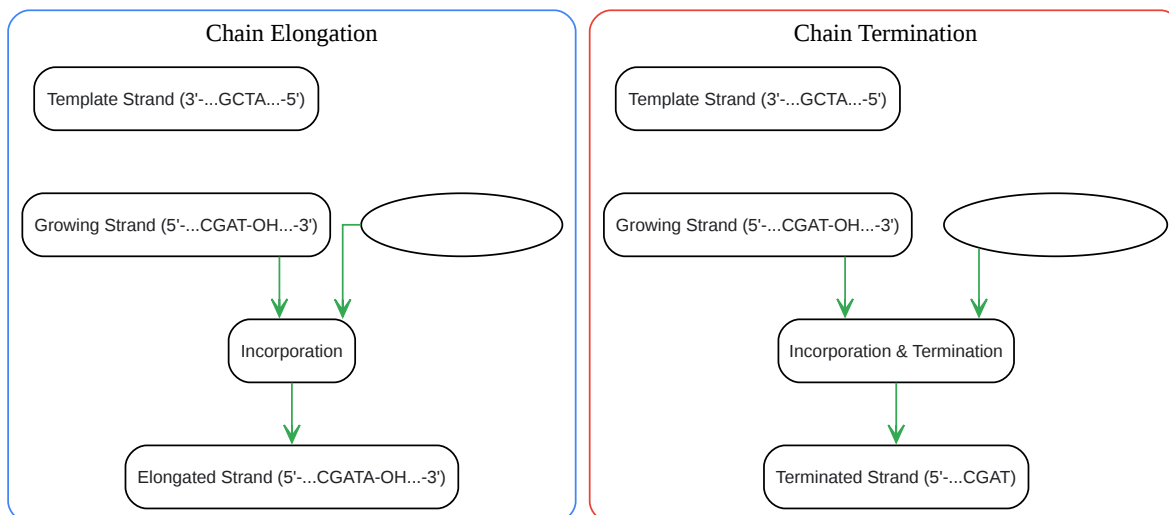 Chain Elongation
Template Strand (3'-...GCTA...-5')
Growing Strand (5'-...CGAT-OH...-3')
Incorporation
Elongated Strand (5'-...CGATA-OH...-3')
Chain Termination
Template Strand (3'-...GCTA...-5')
Growing Strand (5'-...CGAT-OH...-3')
Incorporation & Termination
Terminated Strand (5'-...CGAT)